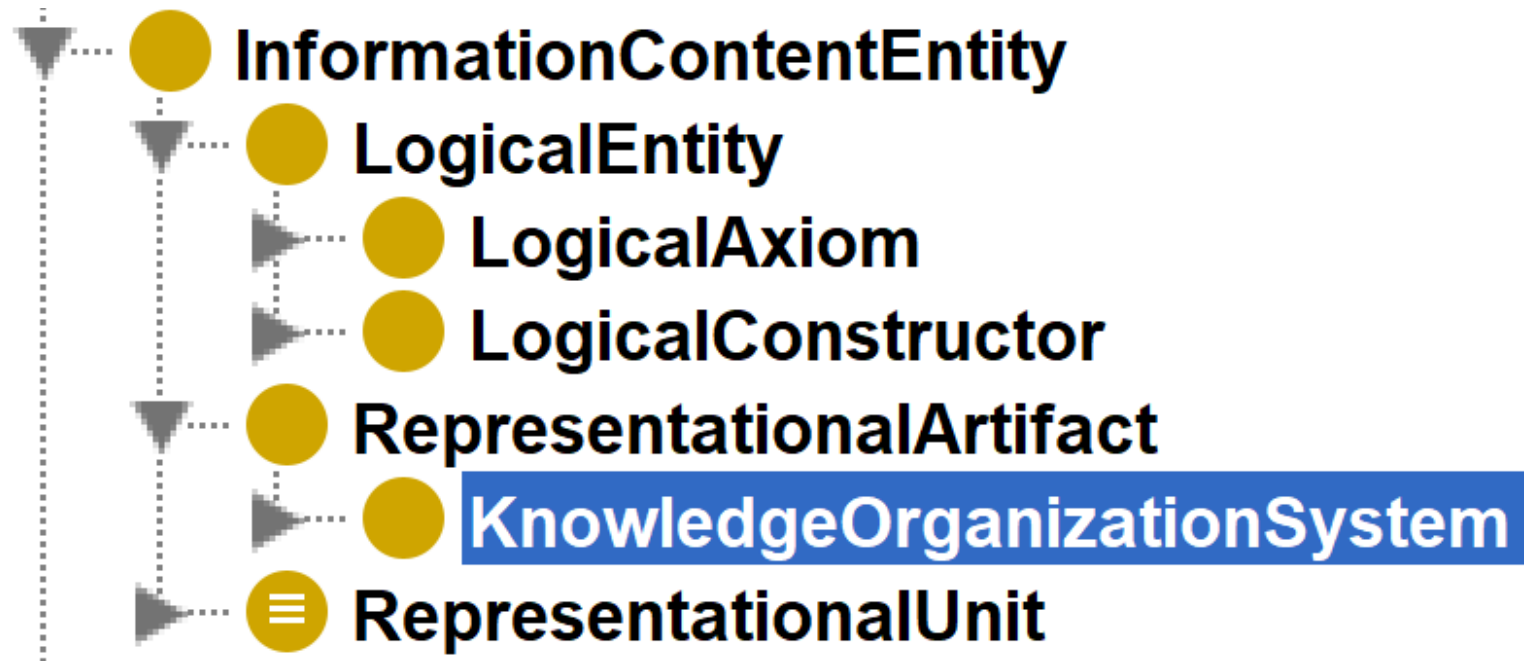 InformationContentEntity
LogicalEntity
LogicalAxiom
LogicalConstructor
RepresentationalArtifact
KnowledgeOrganizationSystem
RepresentationalUnit